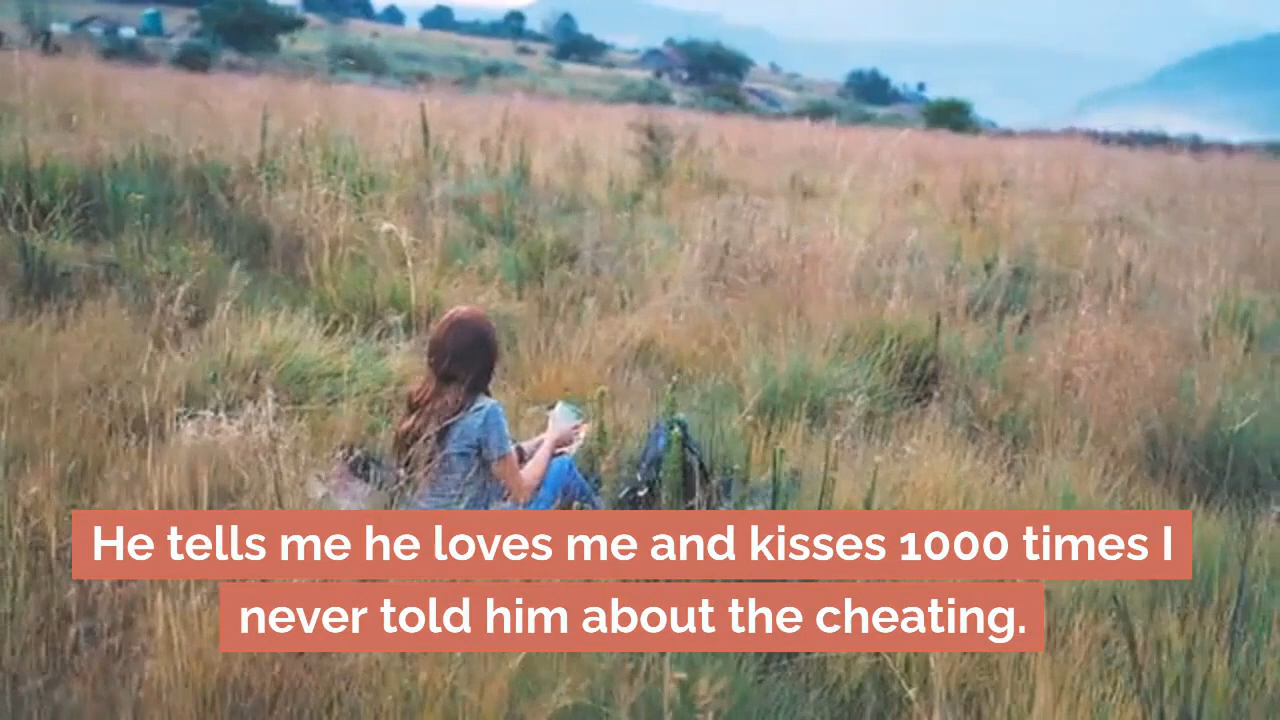 He tells me he loves me and kisses 1000 times I
never told him about the cheating.